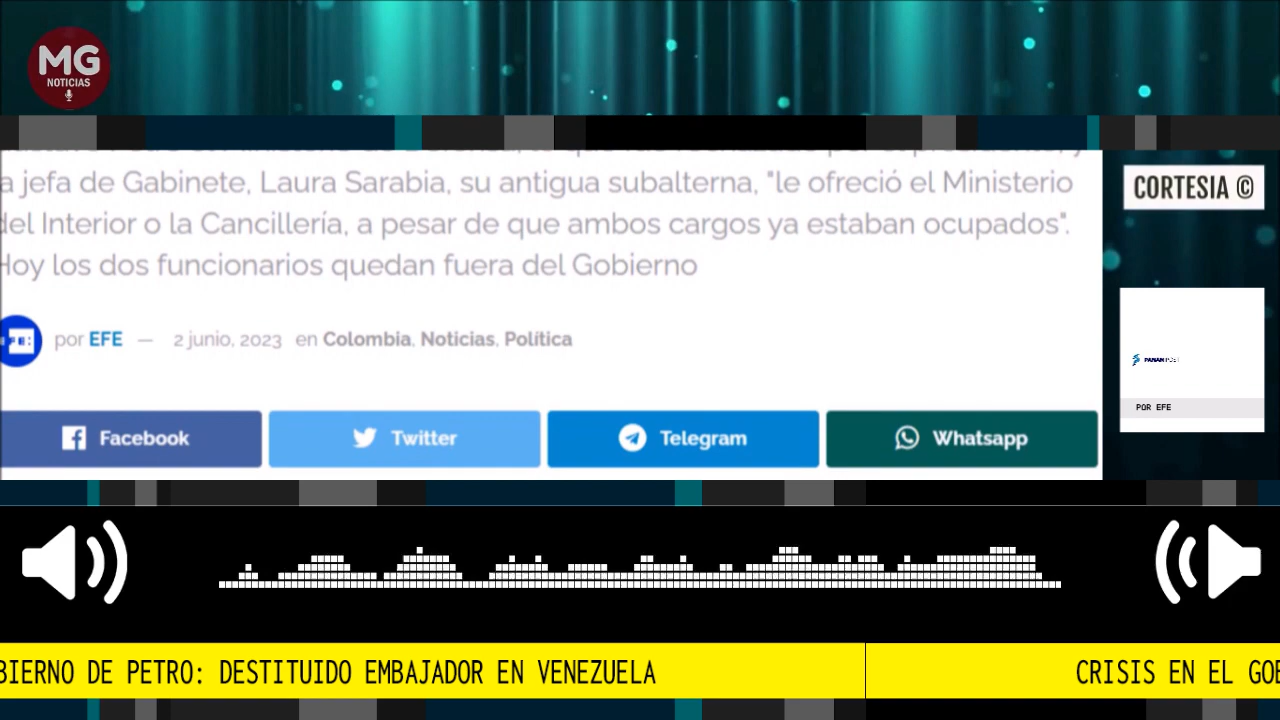 MG
NOTICIAS
a jefa de Gabinete, Laura Sarabia, su antigua subalterna, "le ofreció el Ministerio
del Interior o la Cancillería, a pesar de que ambos cargos ya estaban ocupados".
Hoy los dos funcionarios quedan fuera del Gobierno
EFE:
por EFE — 2 junio, 2023 en Colombia, Noticias, Política
Facebook
Twitter
Telegram
Whatsapp
CORTESIA ©
PANAM POST
POR EFE
BIERNO DE PETRO: DESTITUIDO EMBAJADOR EN VENEZUELA
CRISIS EN EL GOB